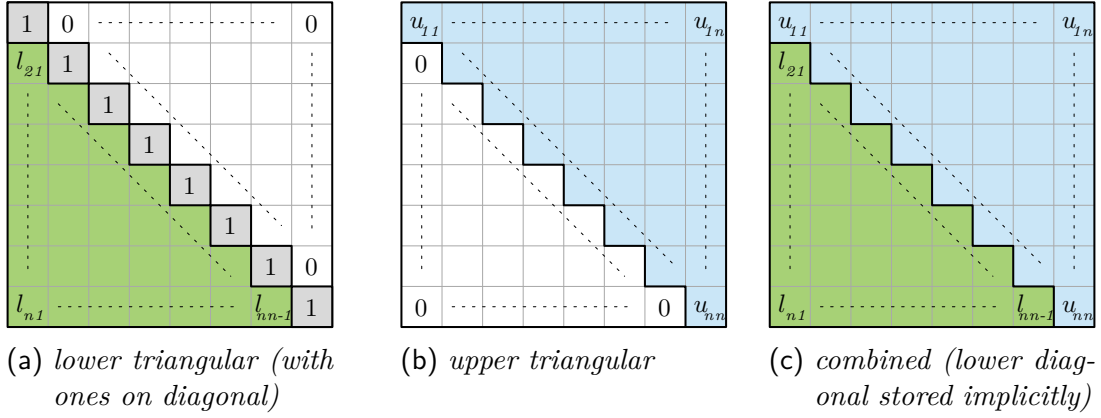 1 0 0
l21 1
1
1
1
1
1 0
ln1 lnn-1 1
u11 u1n
0
0 0 unn
u11 u1n
l21
ln1 lnn-1 unn
(a) lower triangular (with
ones on diagonal)
(b) upper triangular
(c) combined (lower diag-
onal stored implicitly)